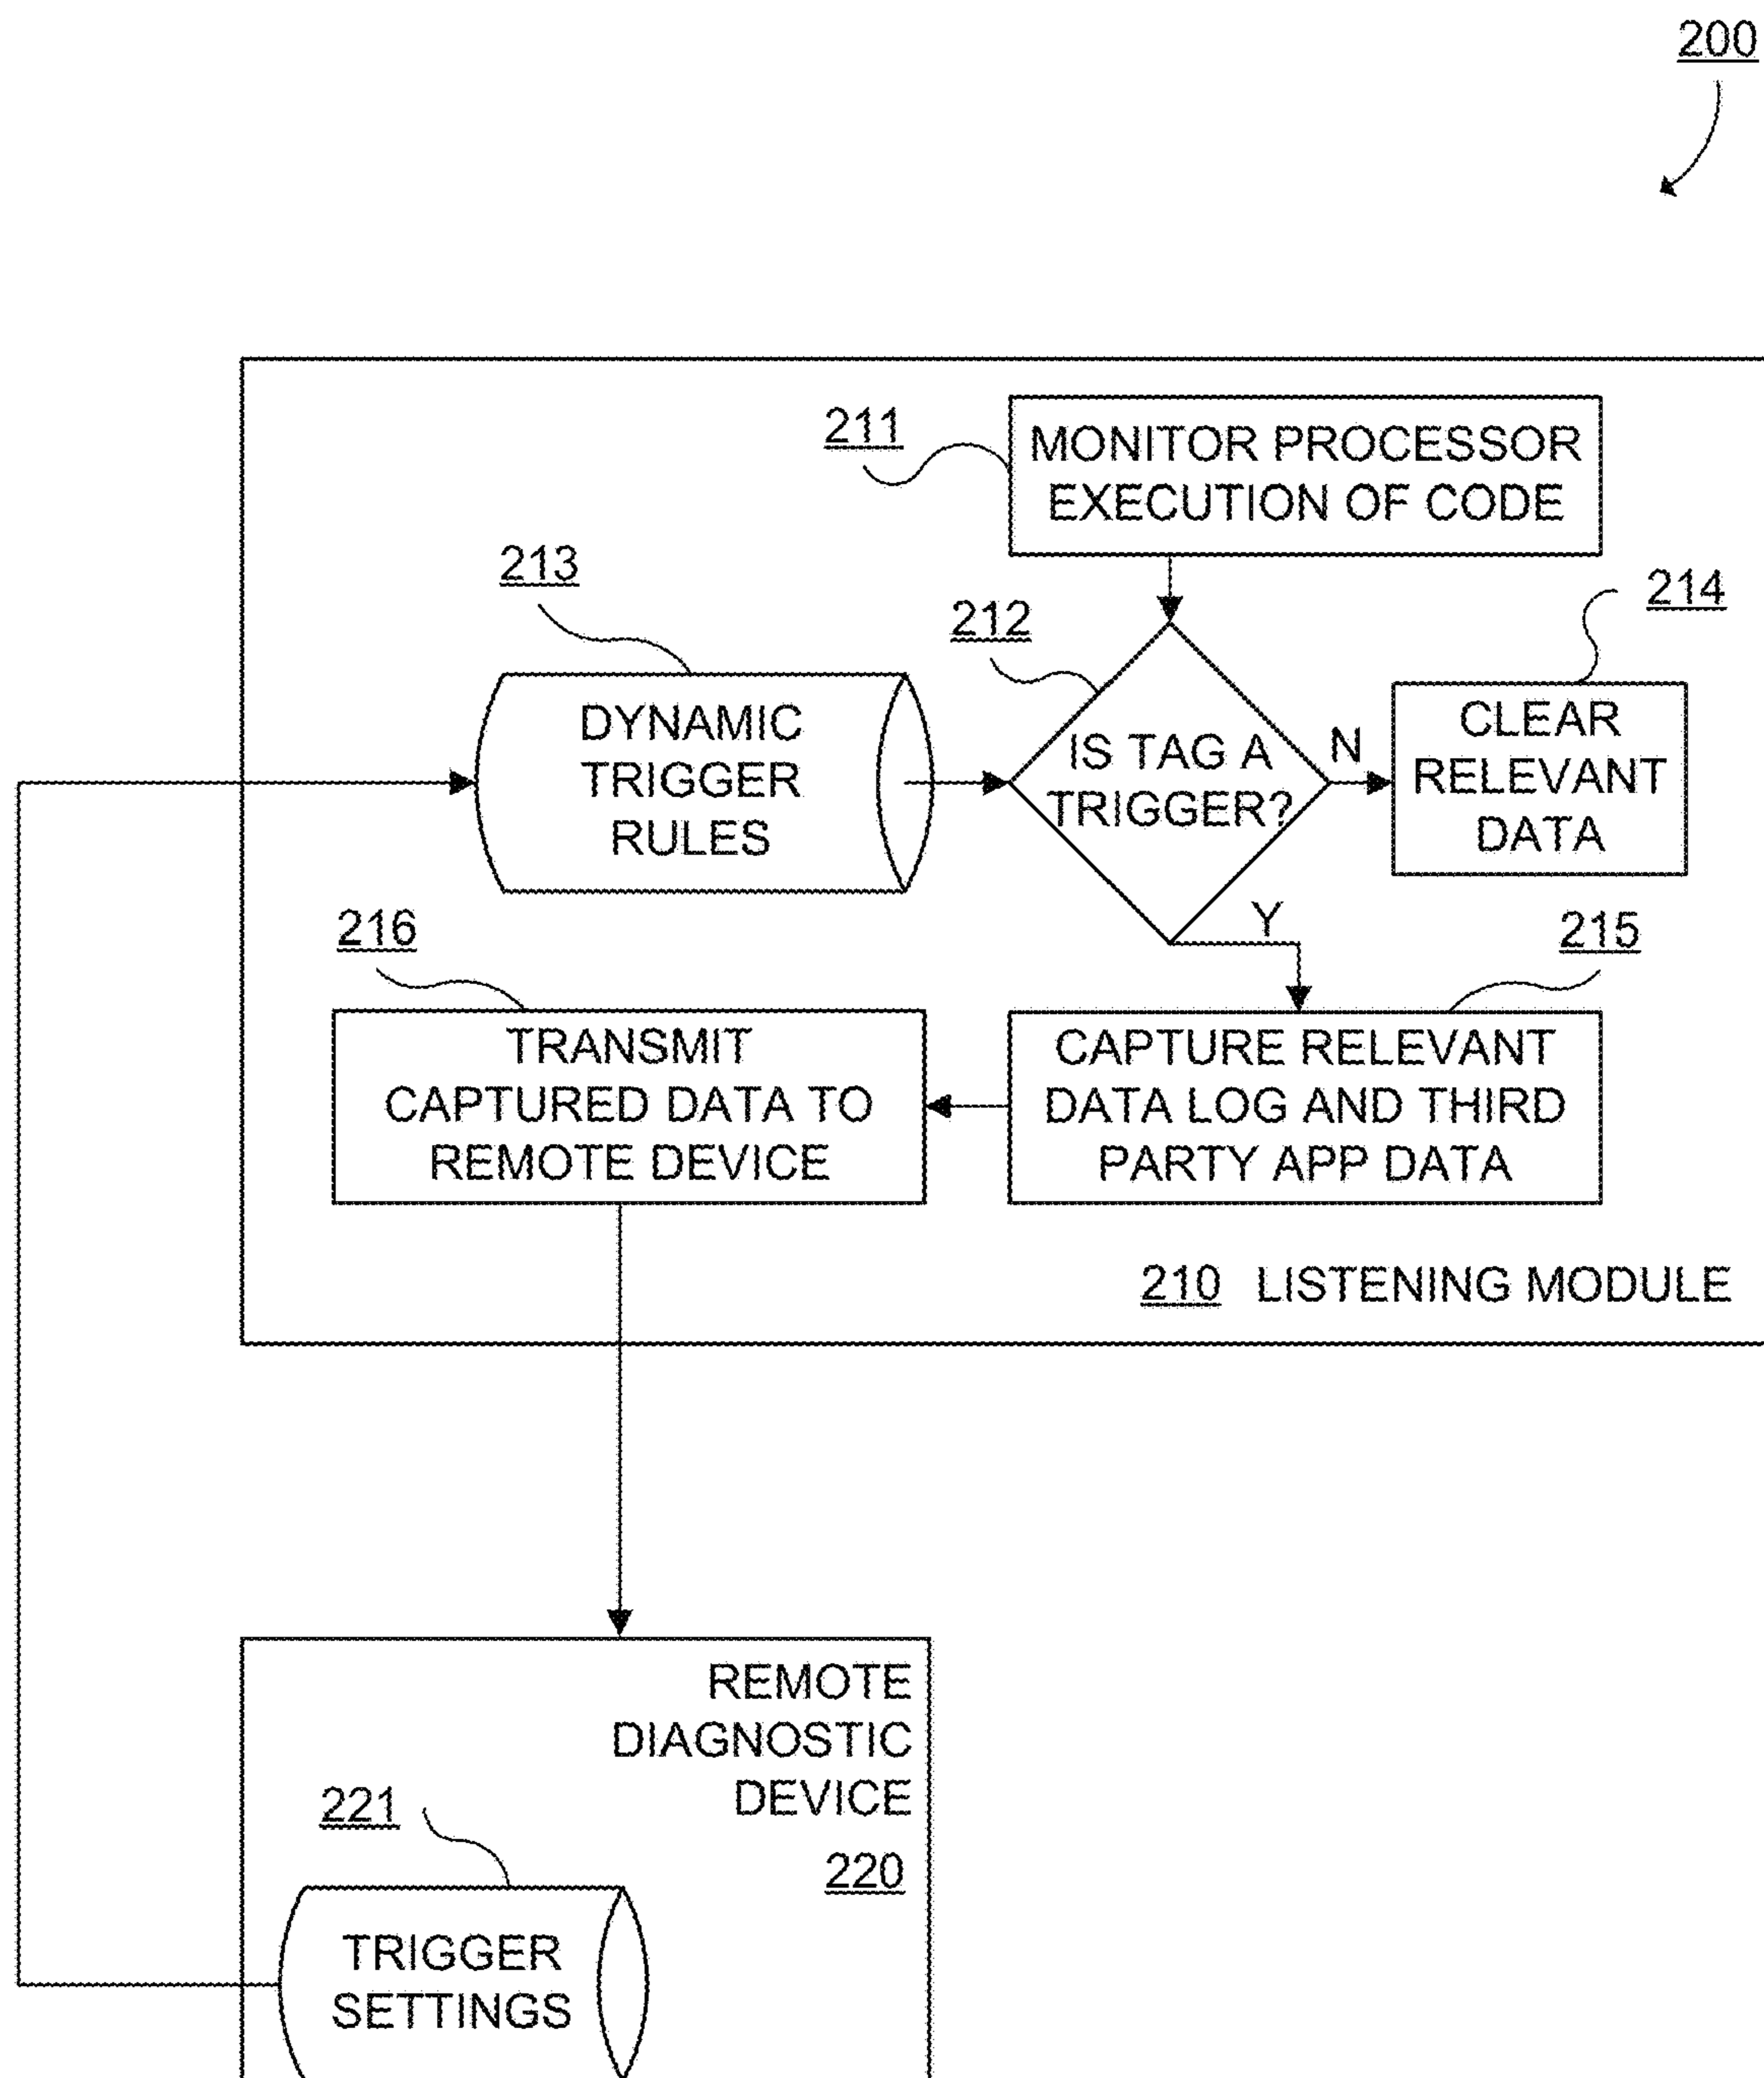 200
211
MONITOR PROCESSOR
EXECUTION OF CODE
213
212
214
DYNAMIC
TRIGGER
RULES
IS TAG A
TRIGGER?
N
CLEAR
RELEVANT
DATA
Y
216
215
TRANSMIT
CAPTURED DATA TO
REMOTE DEVICE
CAPTURE RELEVANT
DATA LOG AND THIRD
PARTY APP DATA
210 LISTENING MODULE
REMOTE
DIAGNOSTIC
DEVICE
220
221
TRIGGER
SETTINGS